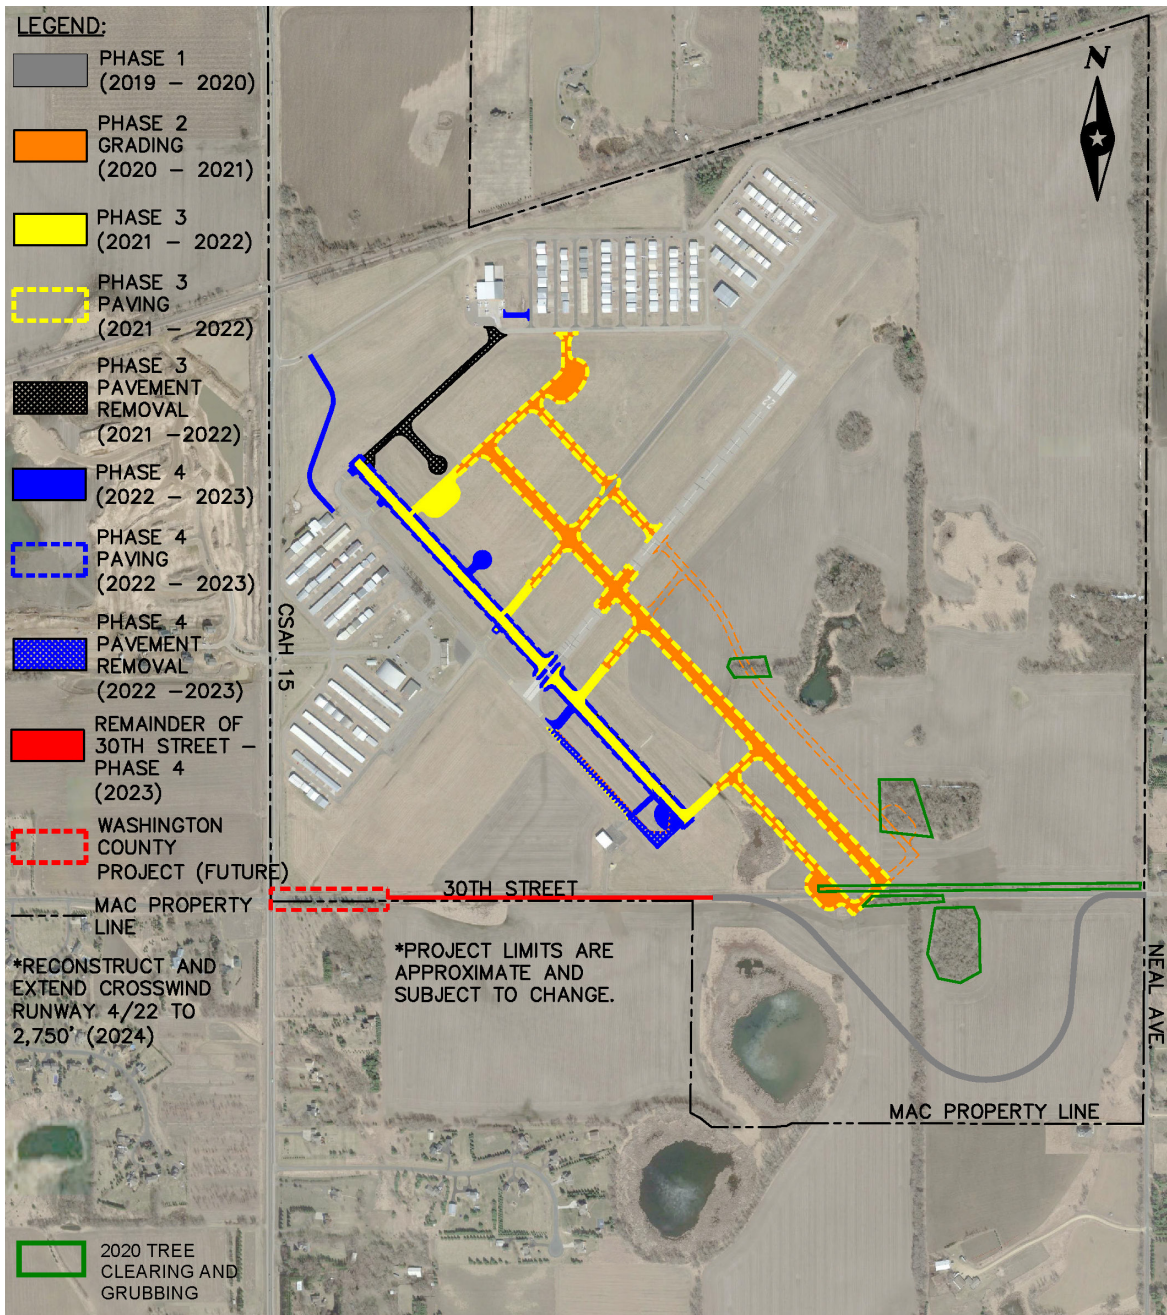 LEGEND:
PHASE 1
(2019 – 2020)
PHASE 2
GRADING
(2020 – 2021)
PHASE 3
(2021 – 2022)
PHASE 3
PAVING
(2021 – 2022)
PHASE 3
PAVEMENT
REMOVAL
(2021 –2022)
PHASE 4
(2022 – 2023)
PHASE 4
PAVING
(2022 – 2023)
PHASE 4
PAVEMENT
REMOVAL
(2022 –2023)
REMAINDER OF
30TH STREET –
PHASE 4
(2023)
WASHINGTON
COUNTY
PROJECT (FUTURE)
MAC PROPERTY
LINE
*RECONSTRUCT AND
EXTEND CROSSWIND
RUNWAY 4/22 TO
2,750' (2024)
2020 TREE
CLEARING AND
GRUBBING
N
22
CSAH 15
30TH STREET
*PROJECT LIMITS ARE
APPROXIMATE AND
SUBJECT TO CHANGE.
NEAL AVE.
MAC PROPERTY LINE